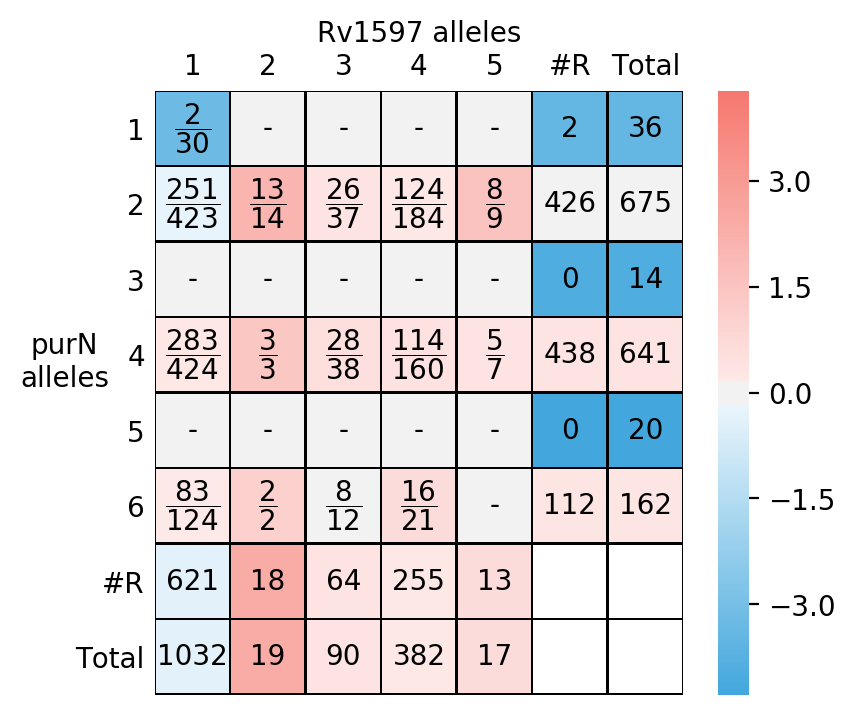 Rv1597 alleles
1 2 3 4 5 #R Total
1 2/30 - - - - 2 36
2 251/423 13/14 26/37 124/184 8/9 426 675
3 - - - - - 0 14
purN alleles
4 283/424 3/3 28/38 114/160 5/7 438 641
5 - - - - - 0 20
6 83/124 2/2 8/12 16/21 - 112 162
#R 621 18 64 255 13
Total 1032 19 90 382 17
3.0
1.5
0.0
−1.5
−3.0